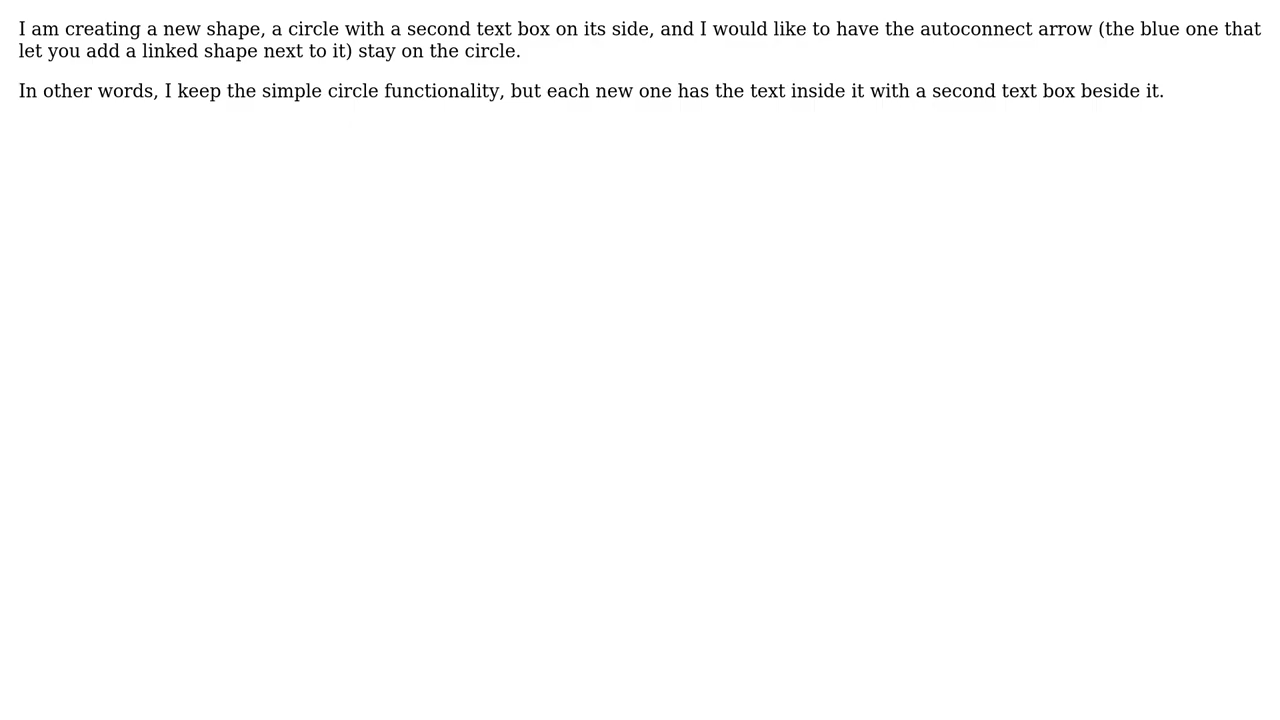 I am creating a new shape, a circle with a second text box on its side, and I would like to have the autoconnect arrow (the blue one that
let you add a linked shape next to it) stay on the circle.
In other words, I keep the simple circle functionality, but each new one has the text inside it with a second text box beside it.